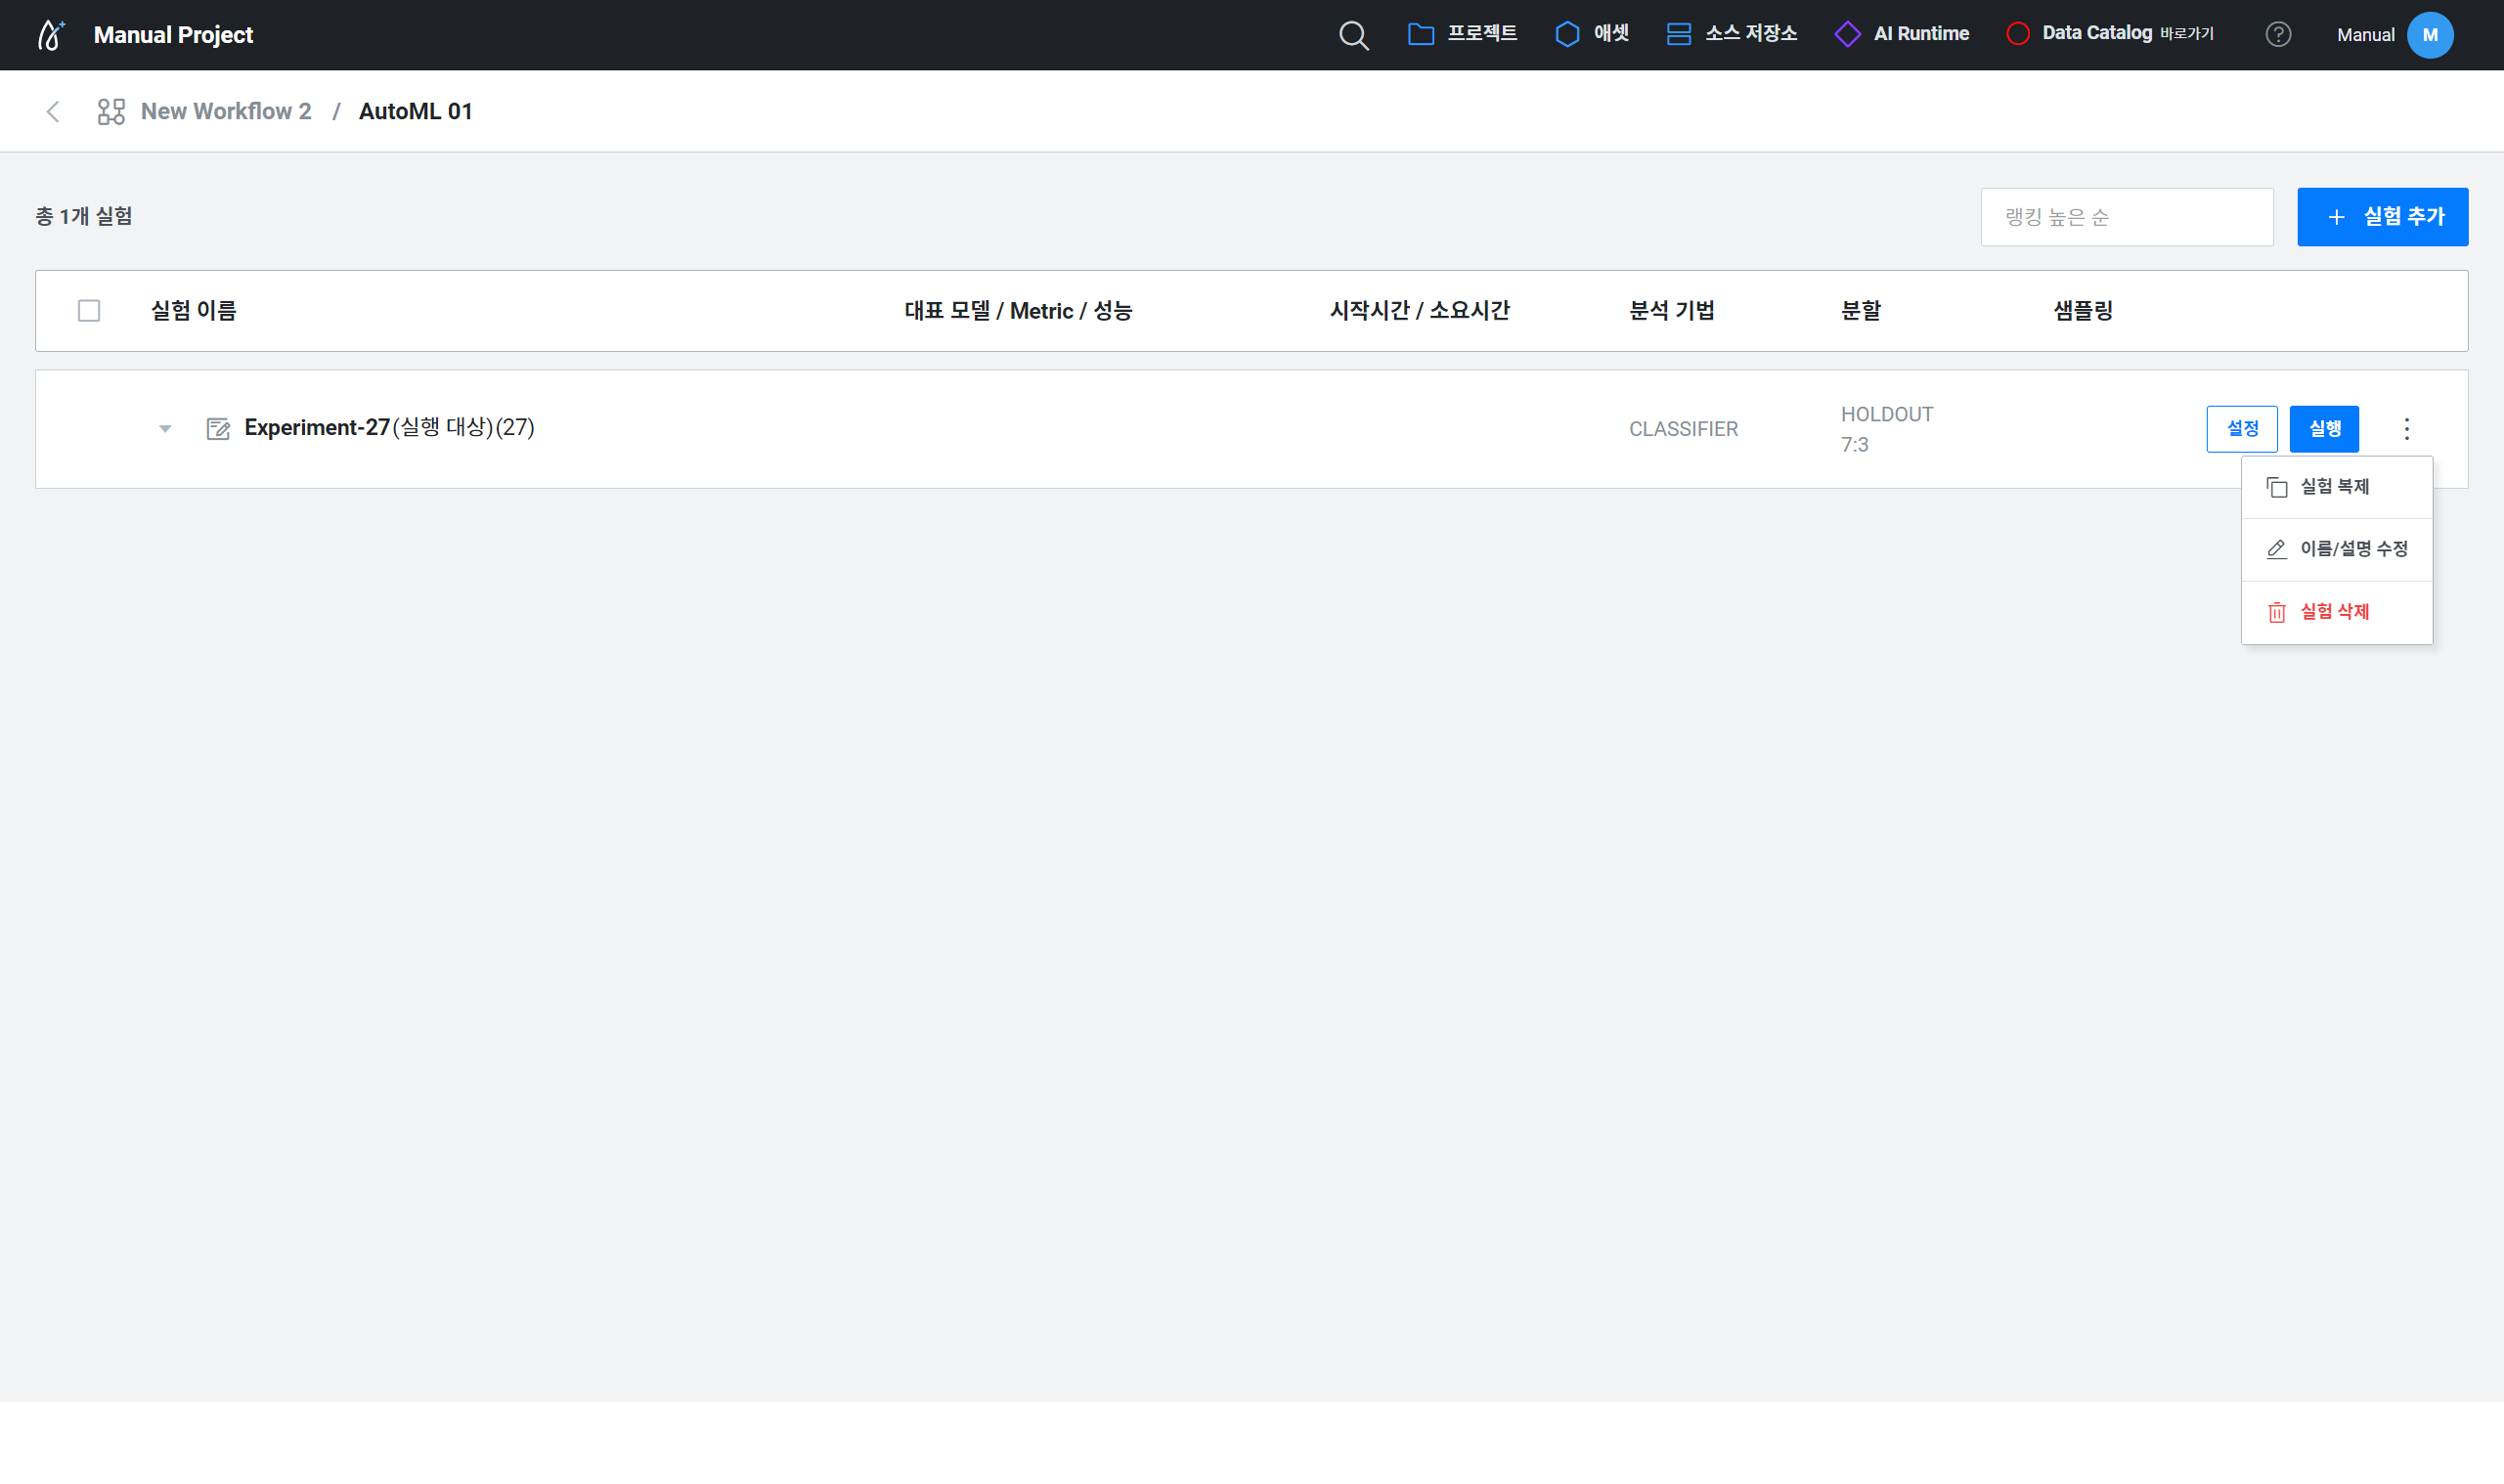 Manual Project
프로젝트
애셋
소스 저장소
AI Runtime
Data Catalog 바로가기
?
Manual
M
New Workflow 2 / AutoML 01
총 1개 실험
랭킹 높은 순
+ 실험 추가
실험 이름
대표 모델 / Metric / 성능
시작시간 / 소요시간
분석 기법
분할
샘플링
Experiment-27(실행 대상)(27)
CLASSIFIER
HOLDOUT
7:3
설정
실행
실험 복제
이름/설명 수정
실험 삭제